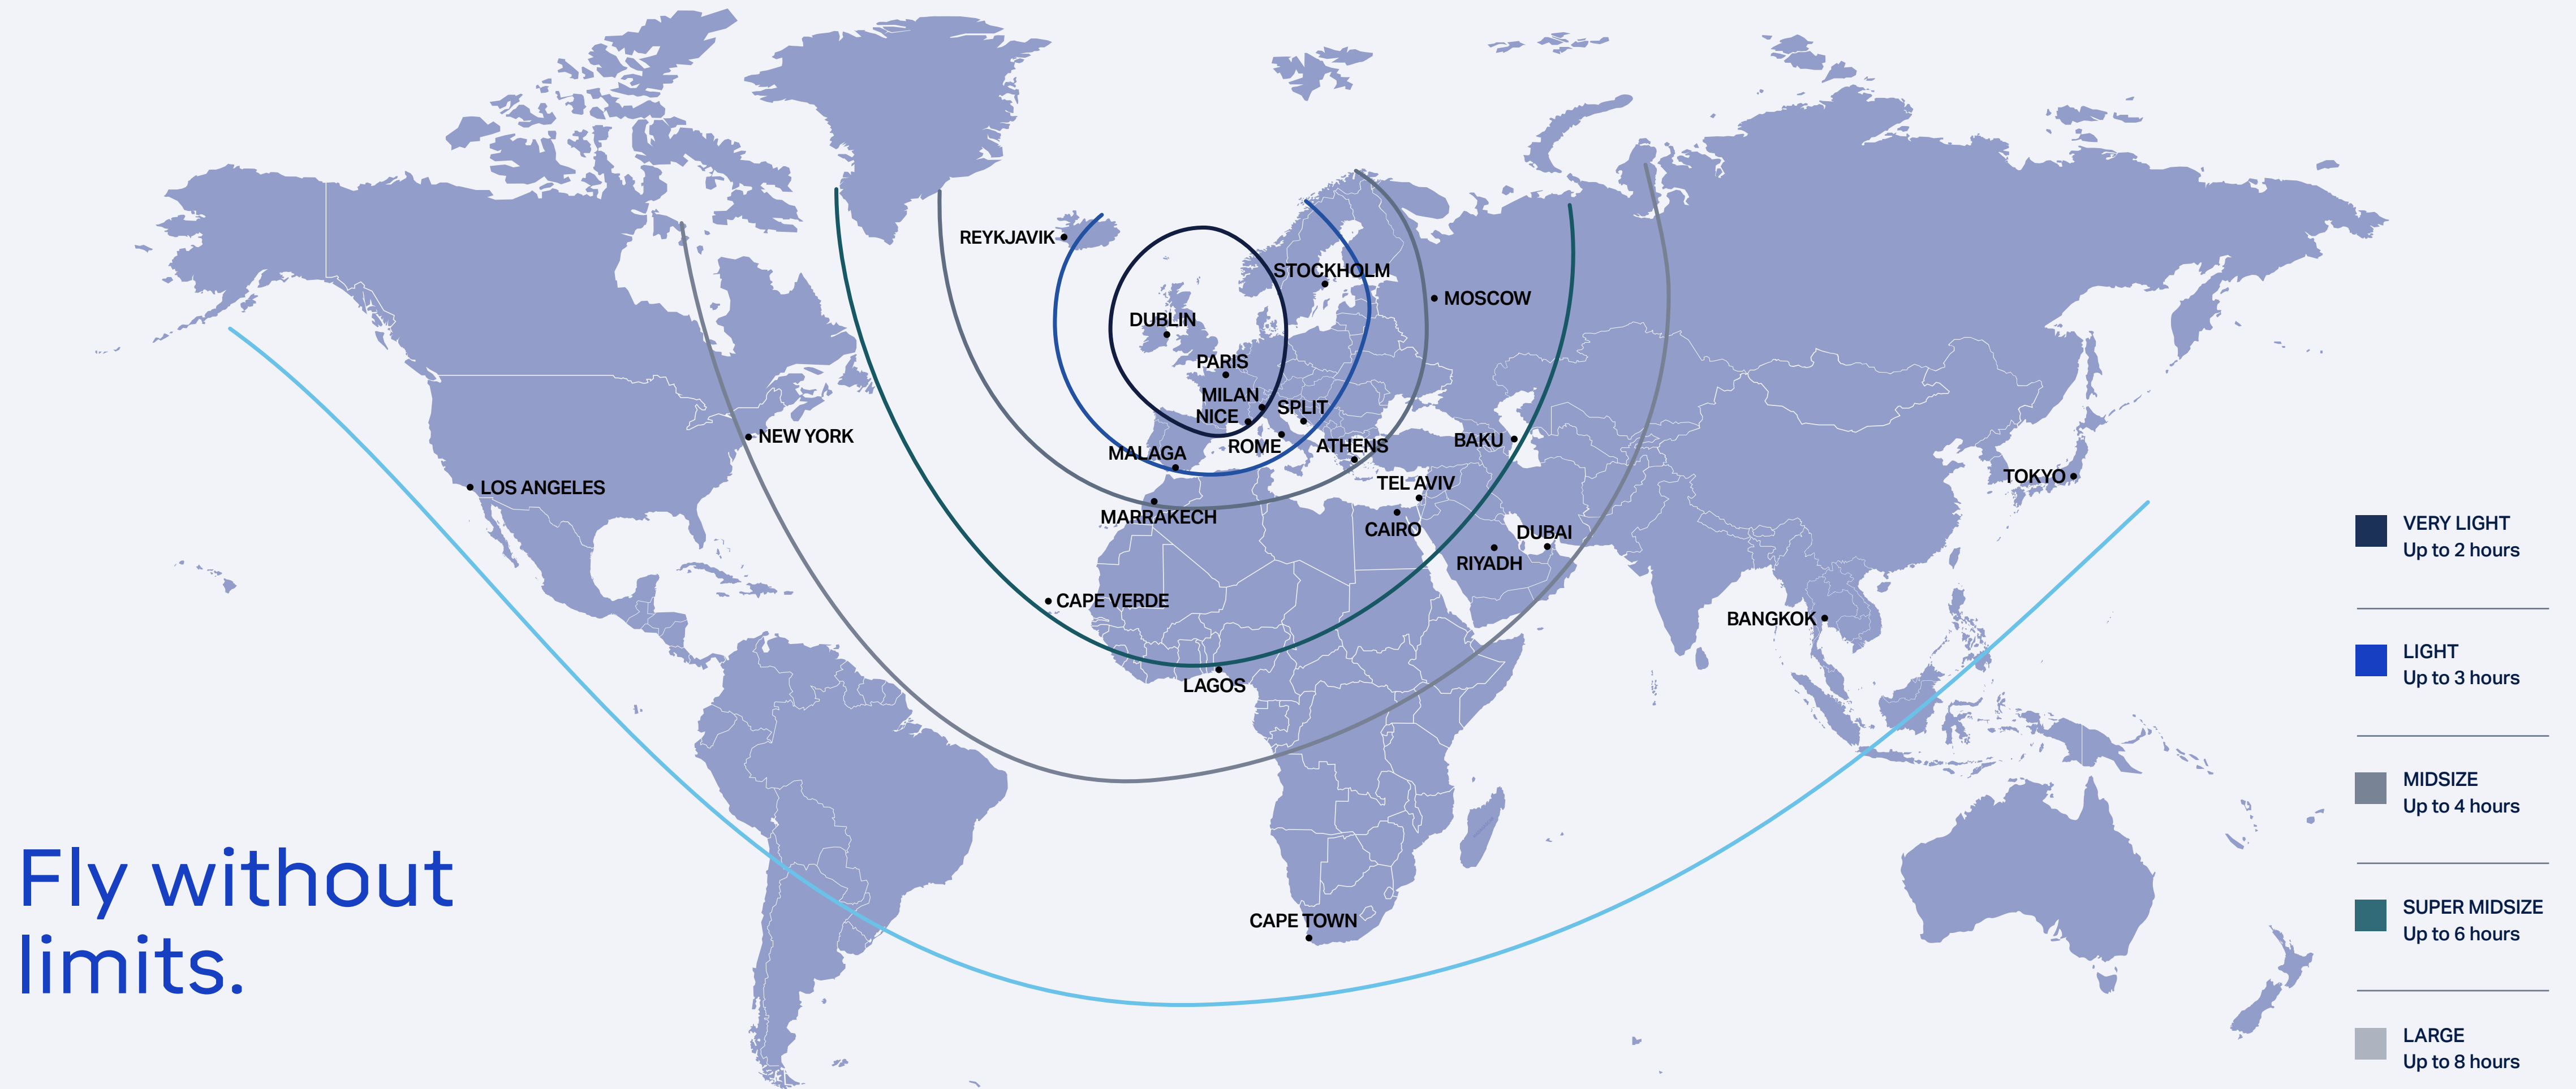 REYKJAVIK
STOCKHOLM
MOSCOW
DUBLIN
PARIS
MILAN
NICE
SPLIT
ROME
ATHENS
MALAGA
BAKU
NEW YORK
LOS ANGELES
TOKYO
TEL AVIV
MARRAKECH
CAIRO
DUBAI
RIYADH
CAPE VERDE
BANGKOK
LAGOS
CAPE TOWN
Fly without
limits.
VERY LIGHT
Up to 2 hours
LIGHT
Up to 3 hours
MIDSIZE
Up to 4 hours
SUPER MIDSIZE
Up to 6 hours
LARGE
Up to 8 hours